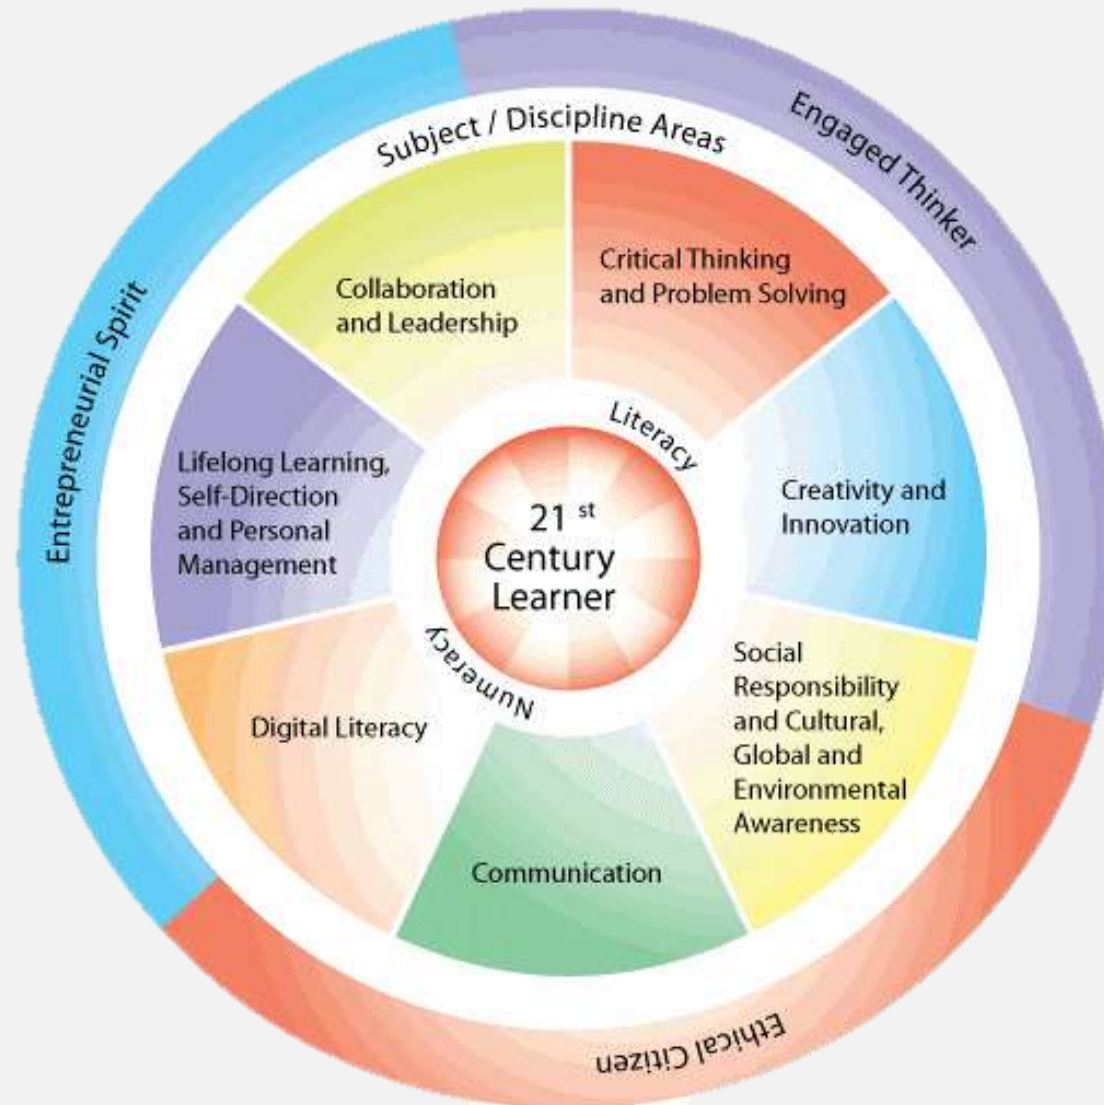 Engaged Thinker
Subject / Discipline Areas
Entrepreneurial Spirit
Critical Thinking
and Problem Solving
Collaboration
and Leadership
Literacy
Lifelong Learning,
Self-Direction
and Personal
Management
21 st
Century
Learner
Creativity and
Innovation
Numeracy
Social
Responsibility
and Cultural,
Global and
Environmental
Awareness
Digital Literacy
Communication
Ethical Citizen